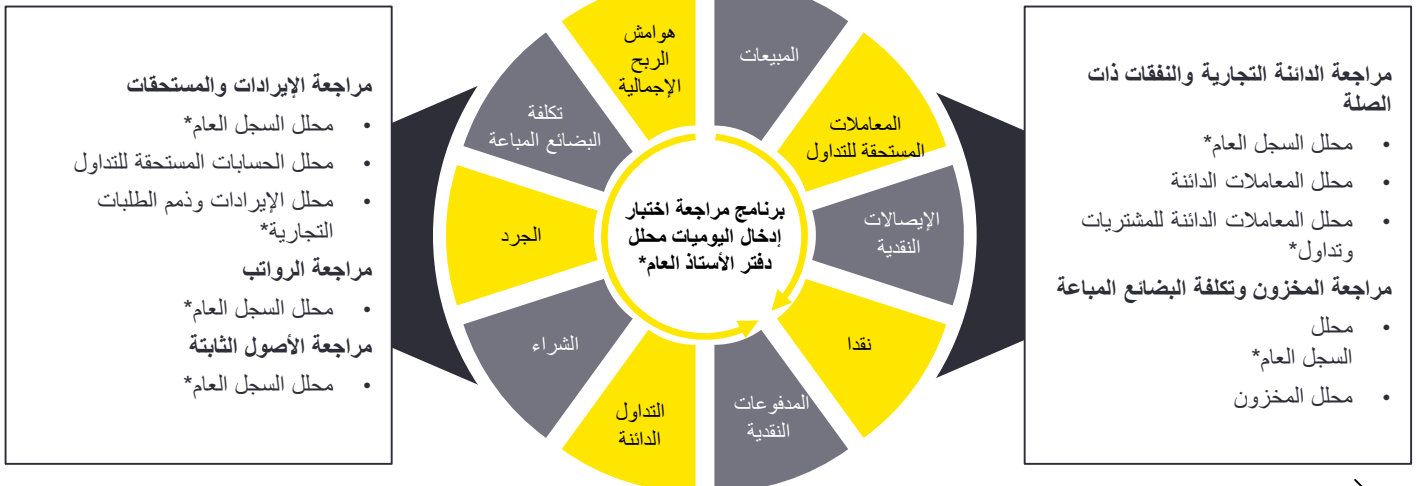 مراجعة الدائنة التجارية والنفقات ذات
الصلة
• محلل السجل العام*
• محلل المعاملات الدائنة
• محلل المعاملات الدائنة للمشتريات
وتداول*
مراجعة المخزون وتكلفة البضائع المباعة
• محلل
السجل العام*
• محلل المخزون
المبيعات
المعاملات
المستحقة للتداول
الإيصالات
النقدية
نقدا
المدفوعات
النقدية
التداول
الدائنة
الشراء
الجرد
تكلفة
البضائع المباعة
هوامش
الربح
الإجمالية
برنامج مراجعة اختبار
إدخال اليوميات محلل
دفتر الأستاذ العام*
مراجعة الإيرادات والمستحقات
• محلل السجل العام*
• محلل الحسابات المستحقة للتداول
• محلل الإيرادات وذمم الطلبات
التجارية*
مراجعة الرواتب
• محلل السجل العام*
مراجعة الأصول الثابتة
• محلل السجل العام*